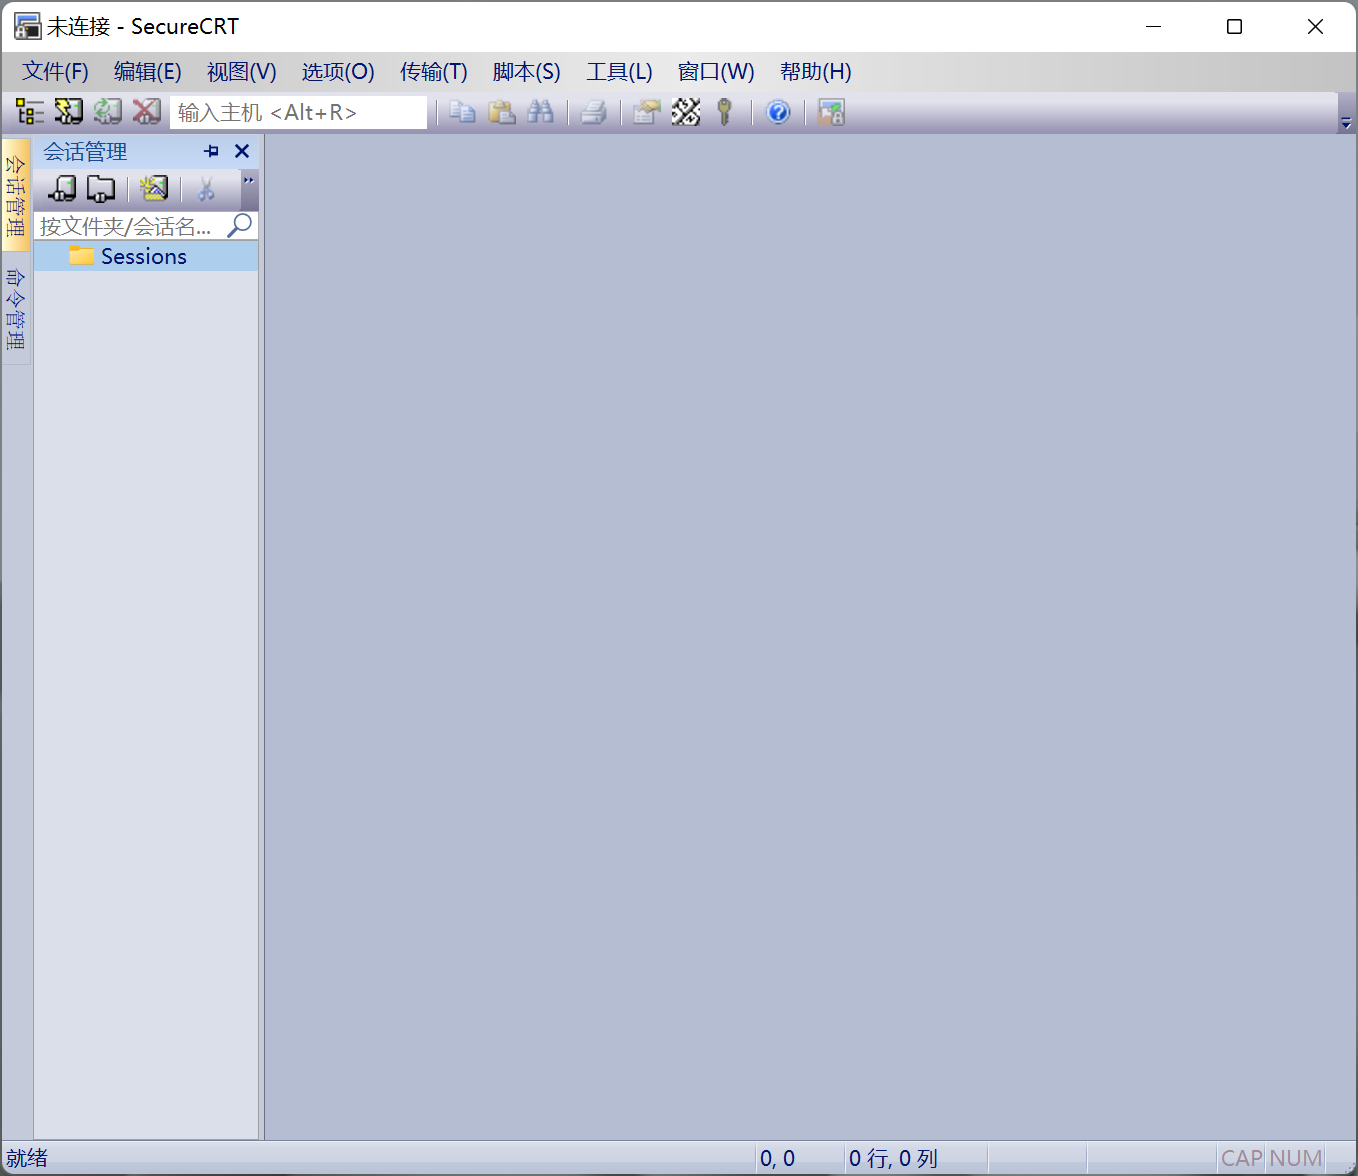 未连接 - SecureCRT
文件(F) 编辑(E) 视图(V) 选项(O) 传输(T) 脚本(S) 工具(L) 窗口(W) 帮助(H)
输入主机 <Alt+R>
会话管理
会话管理
按文件夹/会话名...
Sessions
命令管理
就绪 0, 0 0 行, 0 列 CAP NUM